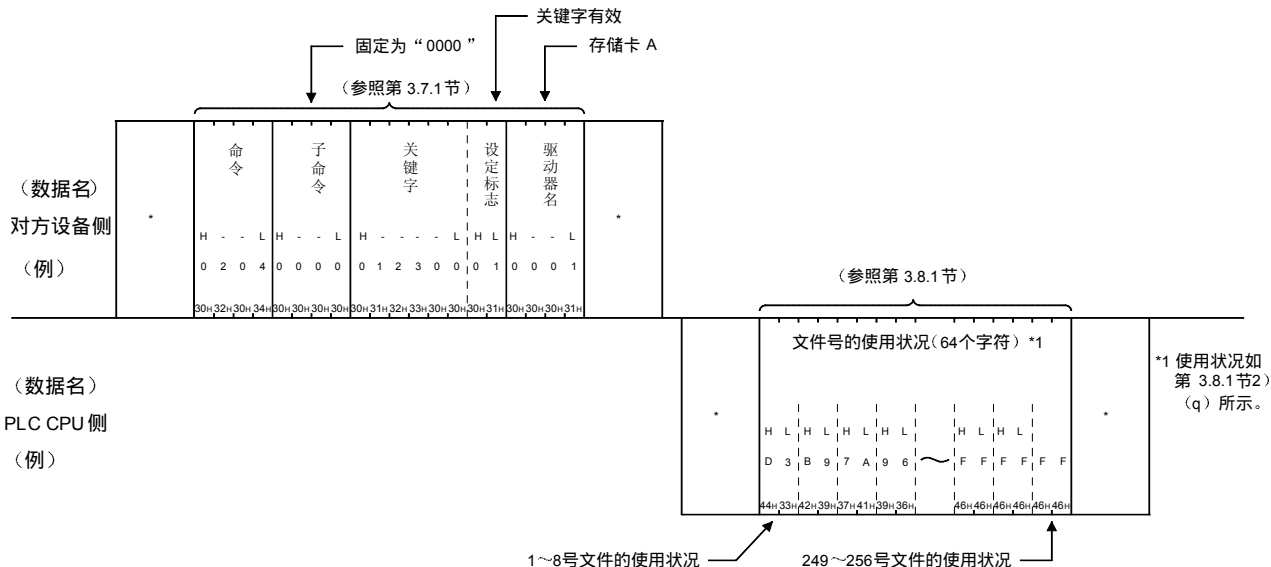 关键字有效
固定为“0000 ”
存储卡 A
（参照第 3.7.1节）
命令 子命令 关键字 设定标志 驱动器名
（数据名）
对方设备侧
（例）
* *
H - - L H - - L H - - - - L H L H - - L
0 2 0 4 0 0 0 0 0 1 2 3 0 0 0 1 0 0 0 1
30H 32H 30H 34H 30H 30H 30H 30H 30H 31H 32H 33H 30H 30H 30H 31H 30H 30H 30H 31H
（参照第 3.8.1节）
文件号的使用状况（64个字符）*1
*1 使用状况如
第 3.8.1节2）
（q）所示。
（数据名）
PLC CPU侧
（例）
* *
H L H L H L H L H L H L
D 3 B 9 7 A 9 6 ～ F F F F F F
44H 33H 42H 39H 37H 41H 39H 36H 46H 46H 46H 46H 46H 46H
1～8号文件的使用状况
249～256号文件的使用状况